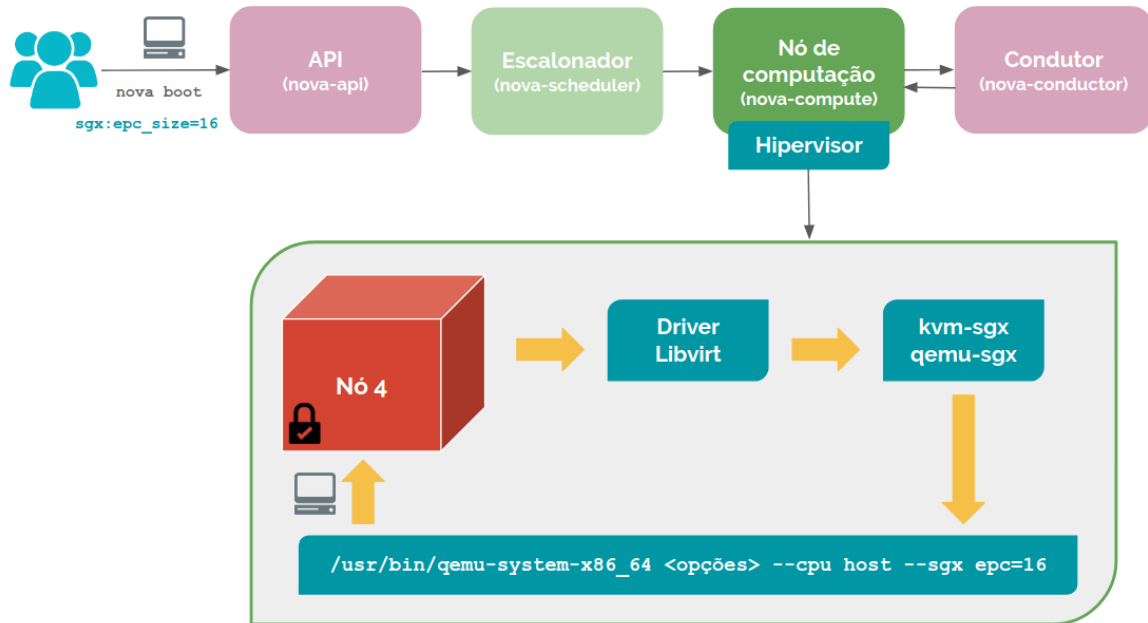 nova boot
sgx:epc_size=16
API
(nova-api)
Escalonador
(nova-scheduler)
Nó de
computação
(nova-compute)
Hipervisor
Condutor
(nova-conductor)
Nó 4
Driver
Libvirt
kvm-sgx
qemu-sgx
/usr/bin/qemu-system-x86_64 <opções> --cpu host --sgx epc=16